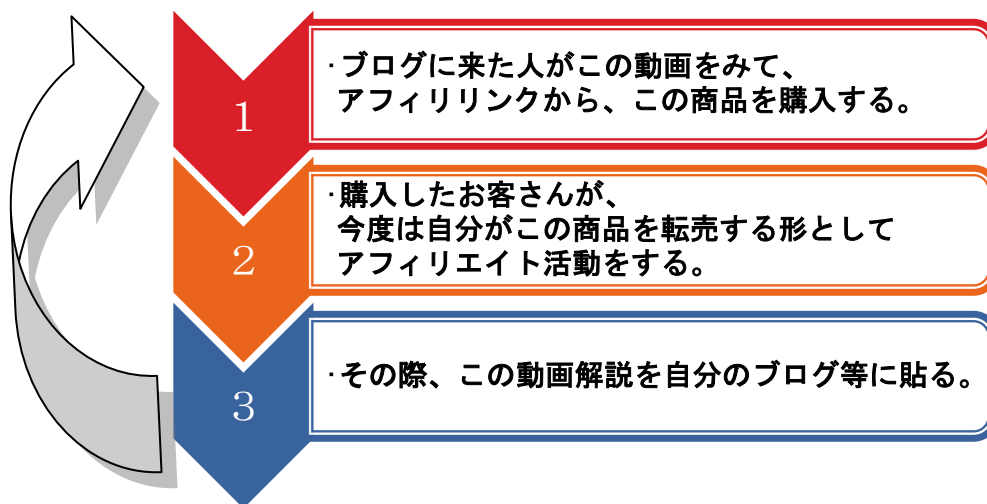 1
・ブログに来た人がこの動画をみて、
アフィリリンクから、この商品を購入する。
2
・購入したお客さんが、
今度は自分がこの商品を転売する形として
アフィリエイト活動をする。
3
・その際、この動画解説を自分のブログ等に貼る。